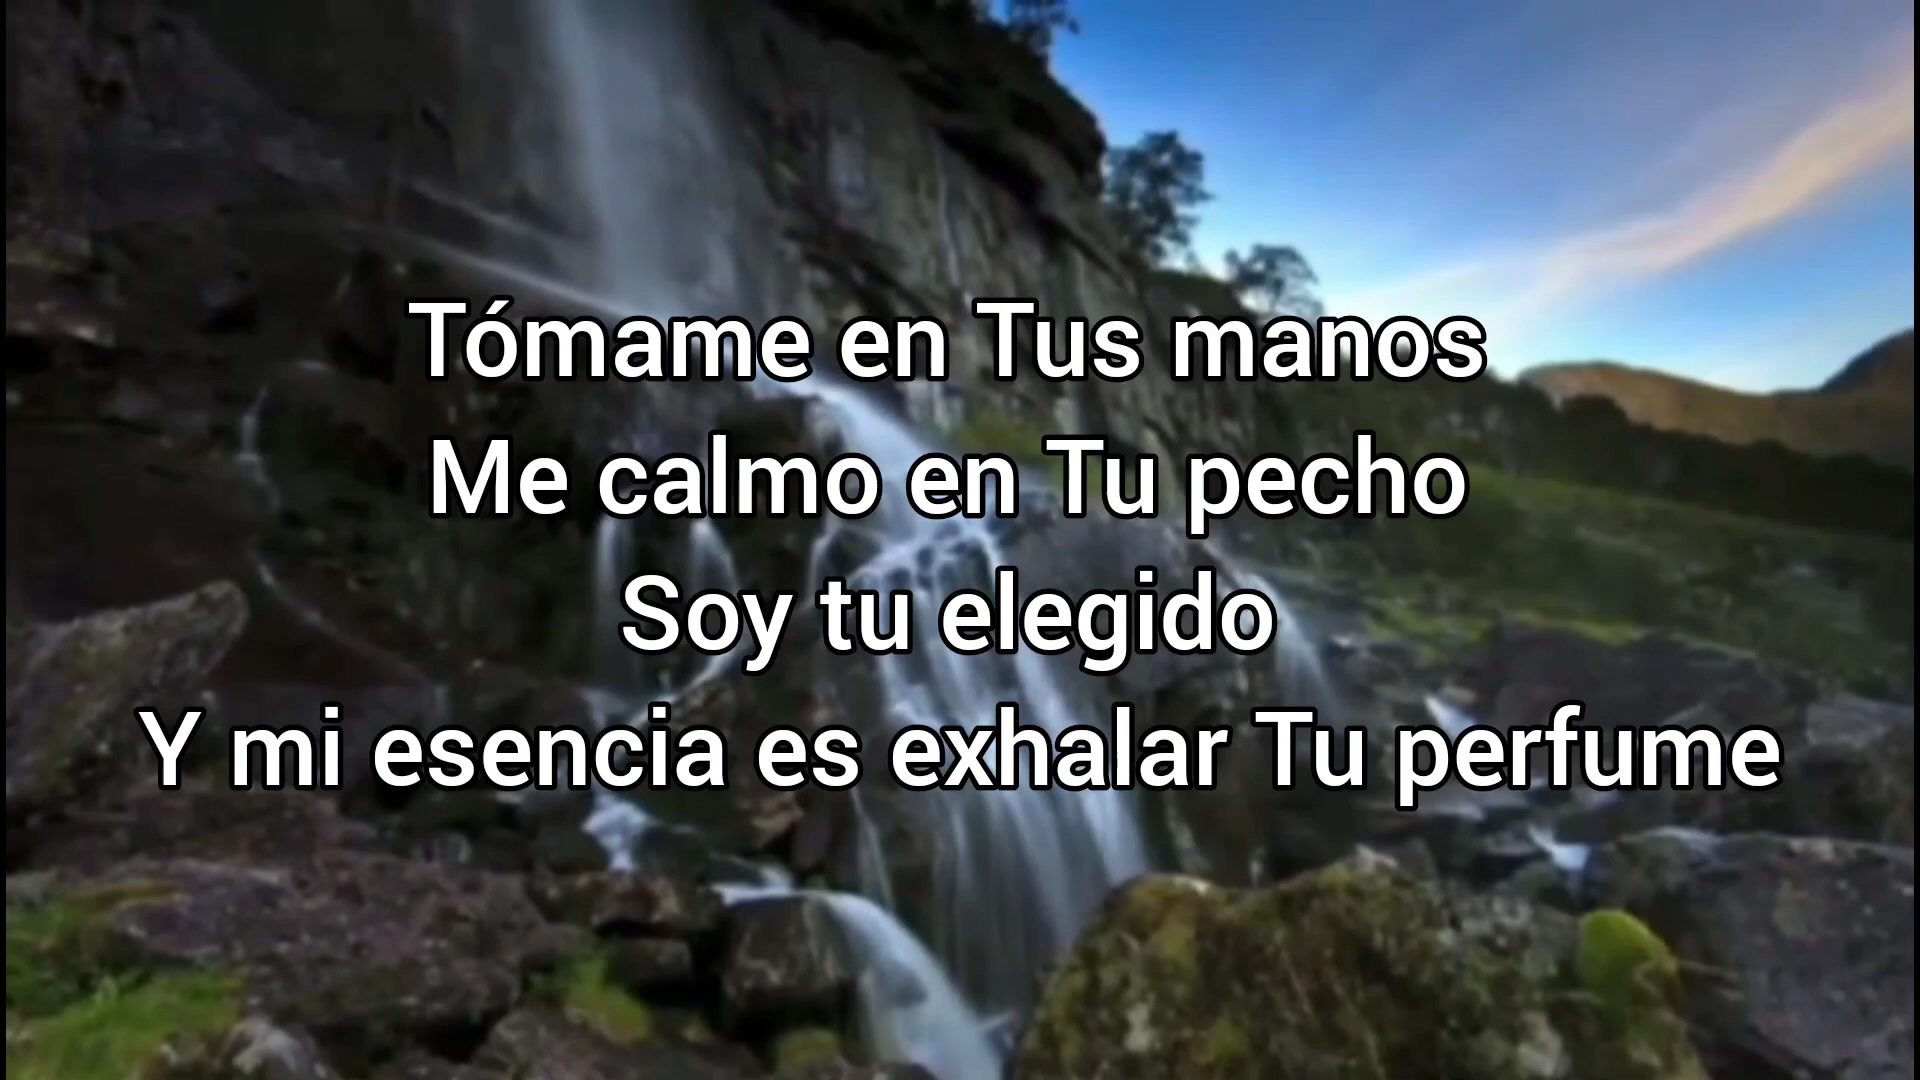 Tómame en Tus manos
Me calmo en Tu pecho
Soy tu elegido
Y mi esencia es exhalar Tu perfume